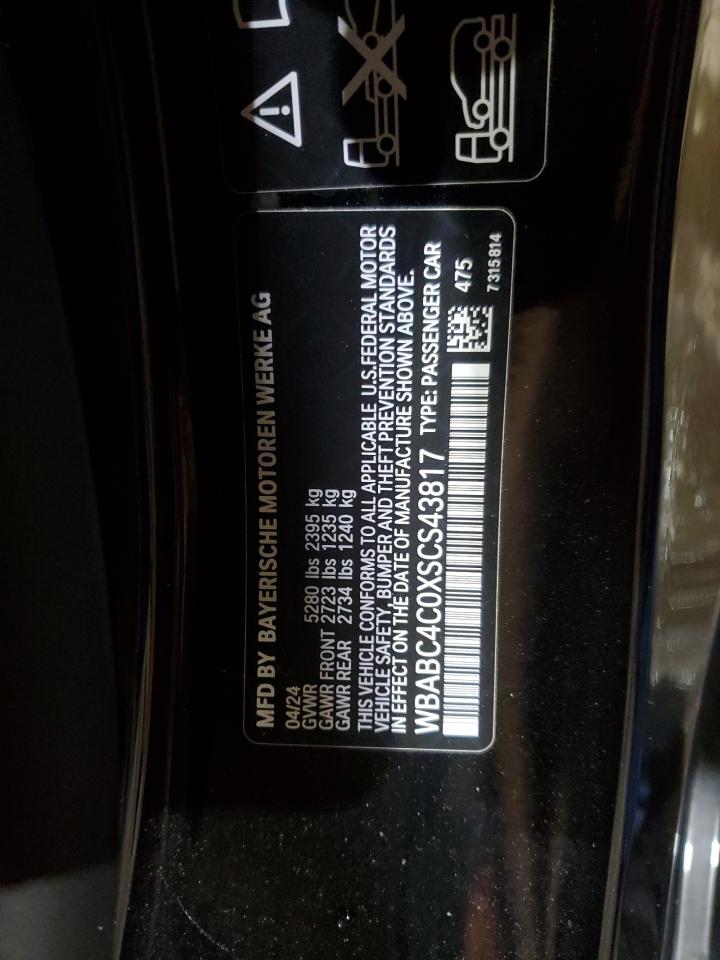 MFD BY BAYERISCHE MOTOREN WERKE AG
04/24
GVWR 5280 lbs 2395 kg
GAWR FRONT 2723 lbs 1235 kg
GAWR REAR 2734 lbs 1240 kg
THIS VEHICLE CONFORMS TO ALL APPLICABLE U.S.FEDERAL MOTOR
VEHICLE SAFETY, BUMPER AND THEFT PREVENTION STANDARDS
IN EFFECT ON THE DATE OF MANUFACTURE SHOWN ABOVE.
WBABC4C0XSCS43817 TYPE: PASSENGER CAR
475
7315 814